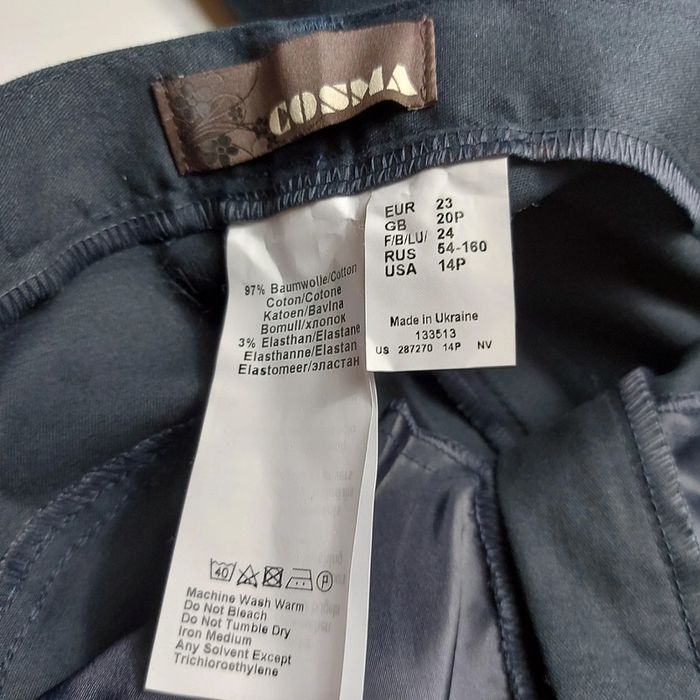 COSMA
EUR 23
GB 20P
F/B/LU/ 24
RUS 54-160
USA 14P
Made in Ukraine
133513
US 287270 14P NV
97% Baumwolle/Cotton
Coton/Cotone
Katoen/Bavlna
Bomull/хлопок
3% Elasthan/Elastane
Elasthanne/Elastan
Elastomeer/эластан
40
P
Machine Wash Warm
Do Not Bleach
Do Not Tumble Dry
Iron Medium
Any Solvent Except
Trichloroethylene